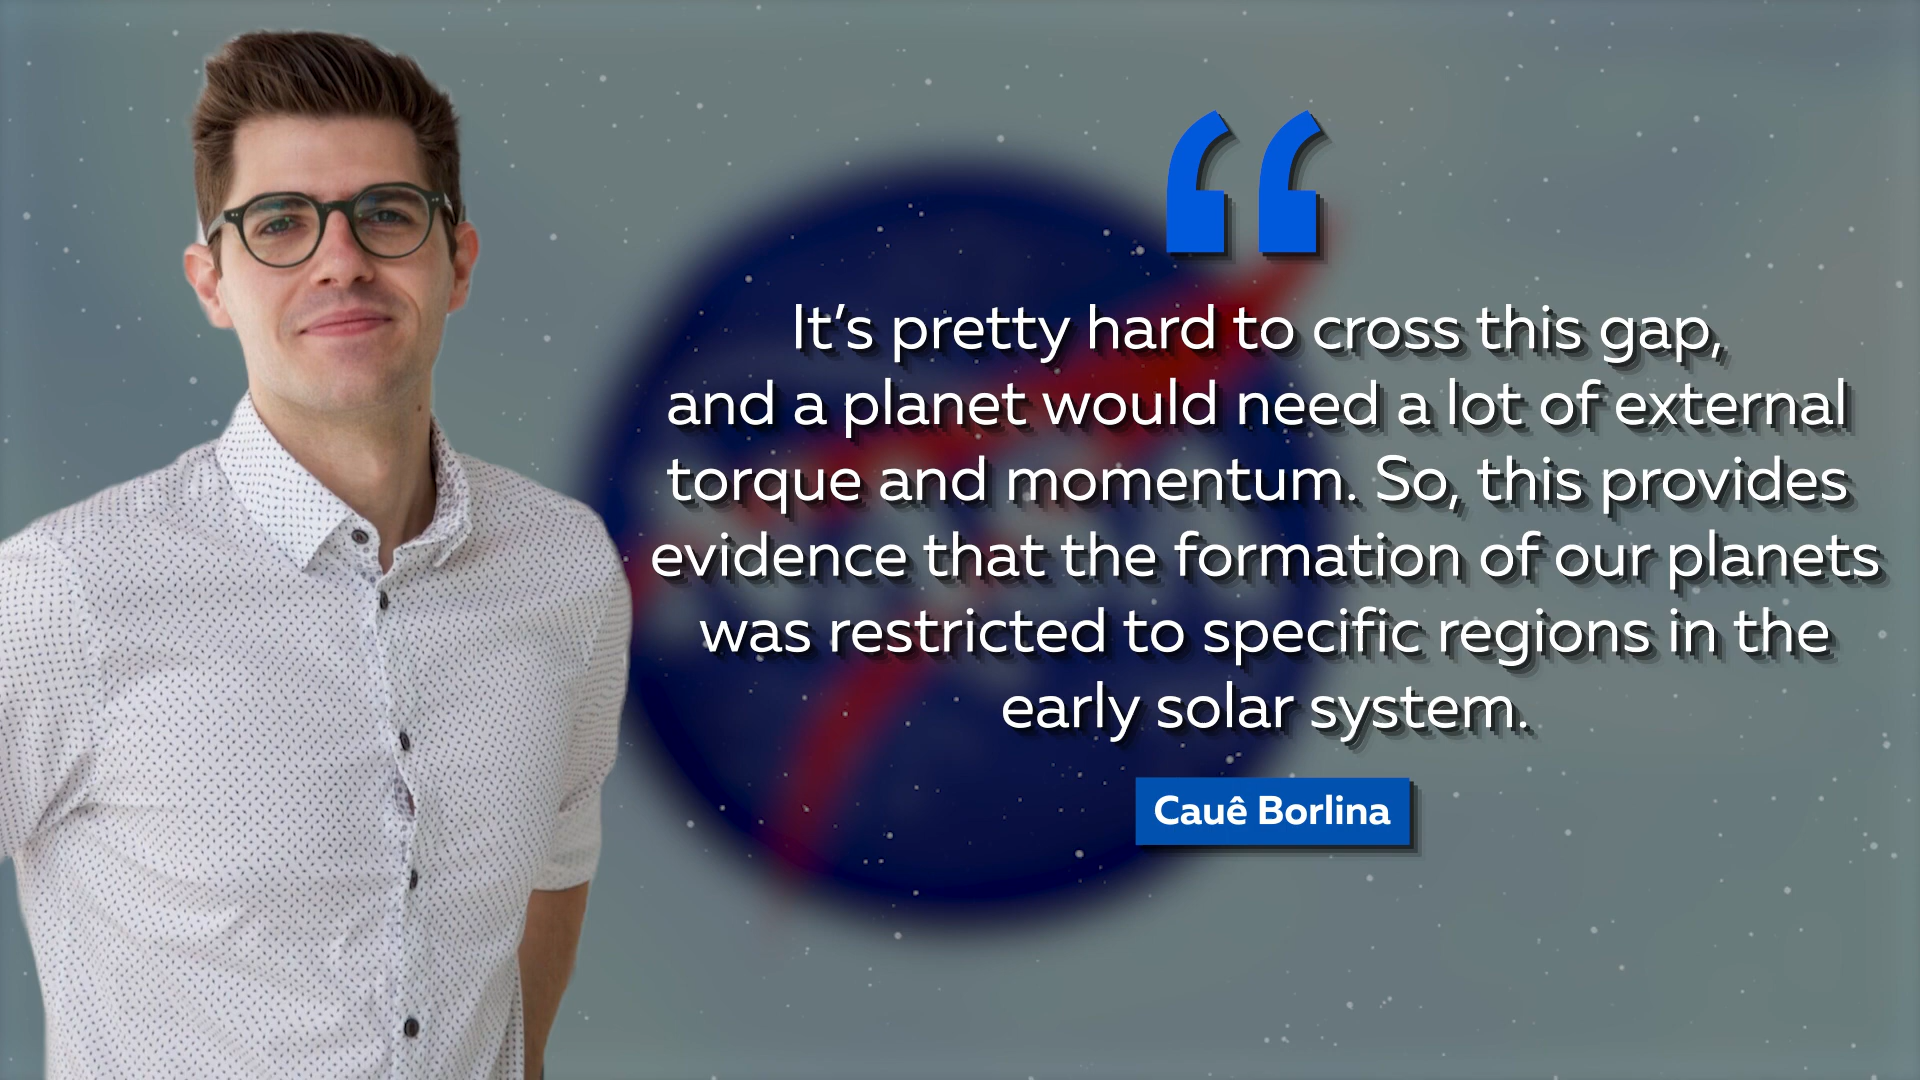 “
It’s pretty hard to cross this gap,
and a planet would need a lot of external
torque and momentum. So, this provides
evidence that the formation of our planets
was restricted to specific regions in the
early solar system.
Cauê Borlina